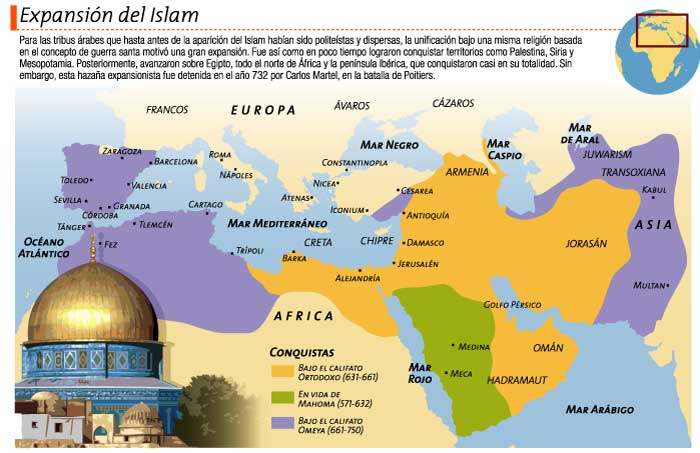 Expansión del Islam
Para las tribus árabes que hasta antes de la aparición del Islam habían sido politeístas y dispersas, la unificación bajo una misma religión basada
en el concepto de guerra santa motivó una gran expansión. Fue así como en poco tiempo lograron conquistar territorios como Palestina, Siria y
Mesopotamia. Posteriormente, avanzaron sobre Egipto, todo el norte de África y la península Ibérica, que conquistaron casi en su totalidad. Sin
embargo, esta hazaña expansionista fue detenida en el año 732 por Carlos Martel, en la batalla de Poitiers.
FRANCOS
EUROPA
ÁVAROS
CÁZAROS
MAR NEGRO
MAR
CASPIO
MAR
DE ARAL
JUWARISM
TRANSOXIANA
ARMENIA
ZARAGOZA
BARCELONA
ROMA
NÁPOLES
CONSTANTINOPLA
TOLEDO
VALENCIA
NICEA
CESAREA
KABUL
SEVILLA
GRANADA
CÓRDOBA
CARTAGO
ATENAS
ICONIUM
ANTIOQUÍA
TÁNGER
TLEMCÉN
MAR MEDITERRÁNEO
ASIA
OCÉANO
ATLÁNTICO
FEZ
TRÍPOLI
CRETA
CHIPRE
DAMASCO
JORASÁN
BARKA
JERUSALÉN
ALEJANDRÍA
MULTAN
ÁFRICA
GOLFO PÉRSICO
MEDINA
OMÁN
MAR
ROJO
MECA
HADRAMAUT
MAR ARÁBIGO
CONQUISTAS
BAJO EL CALIFATO
ORTODOXO (631-661)
EN VIDA DE
MAHOMA (571-632)
BAJO EL CALIFATO
OMEYA (661-750)